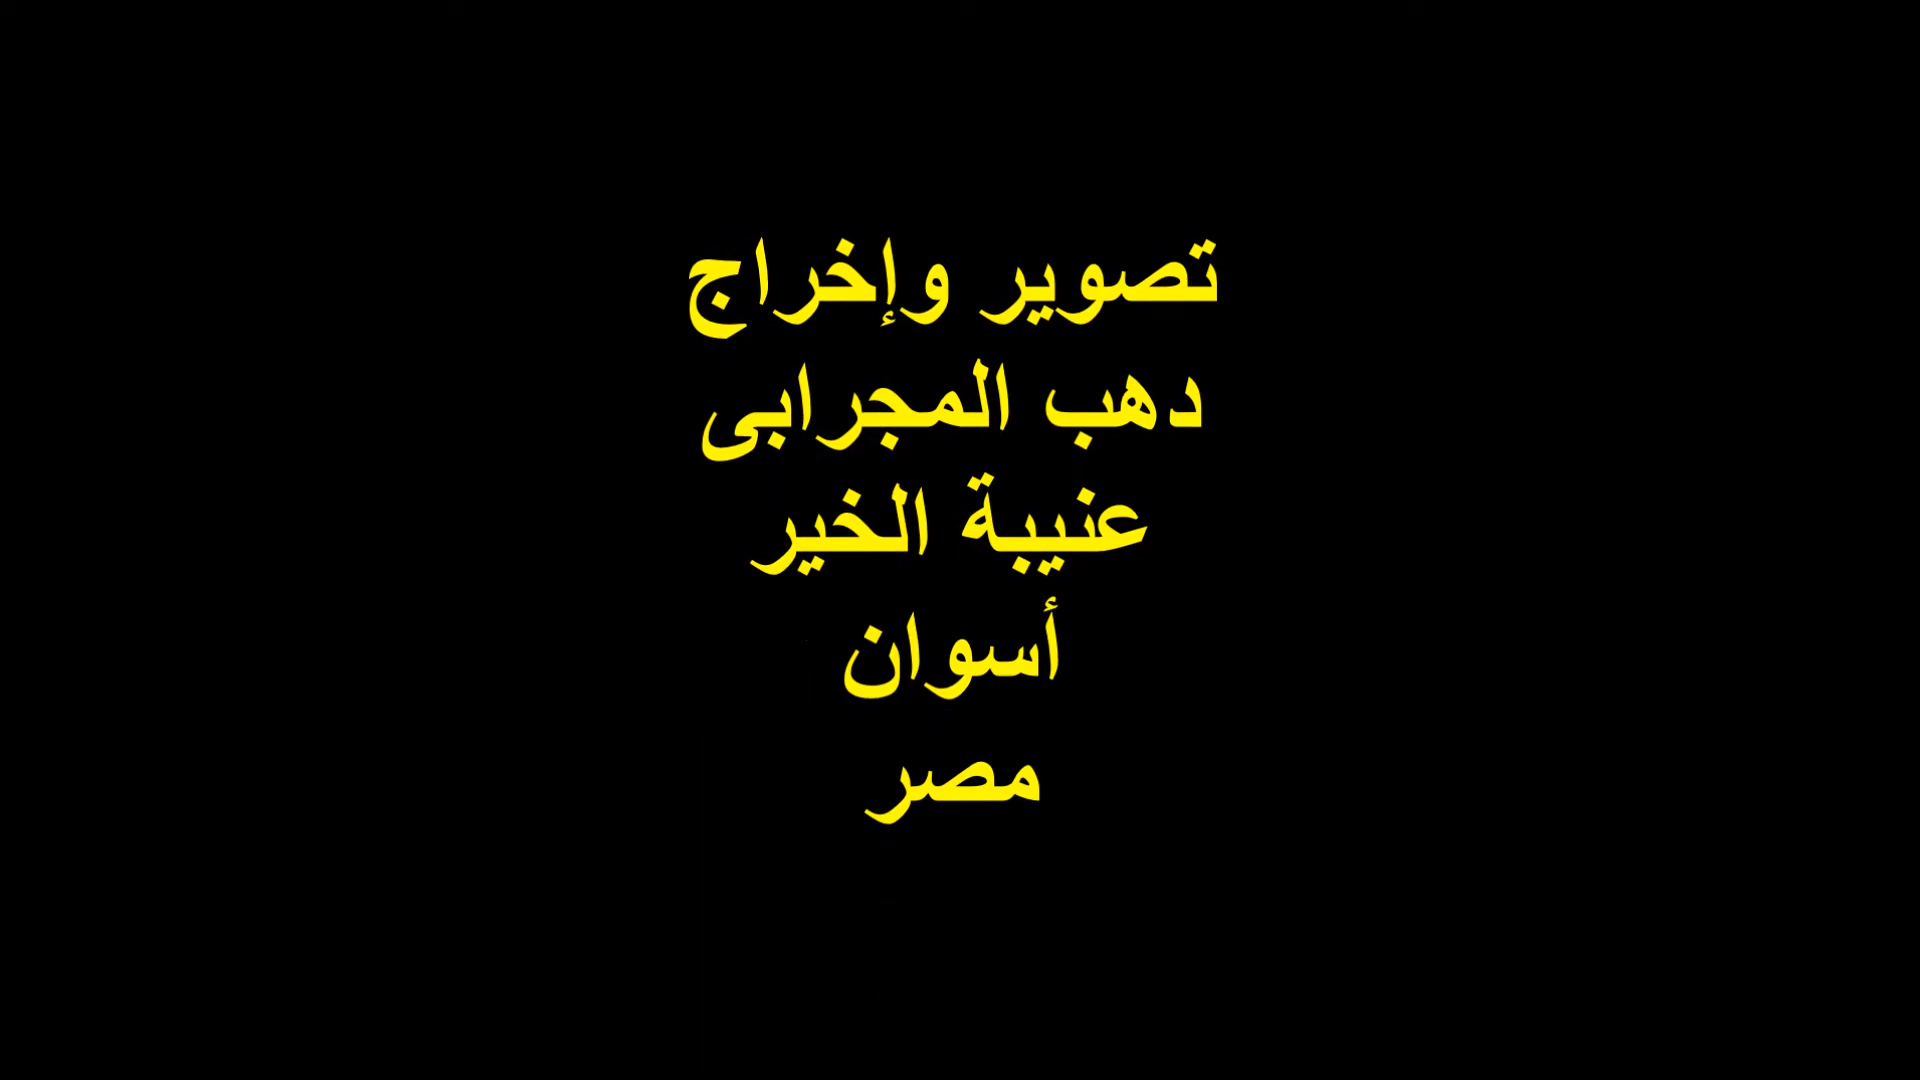 تصوير وإخراج
دهب المجرابى
عنيبة الخير
أسوان
مصر